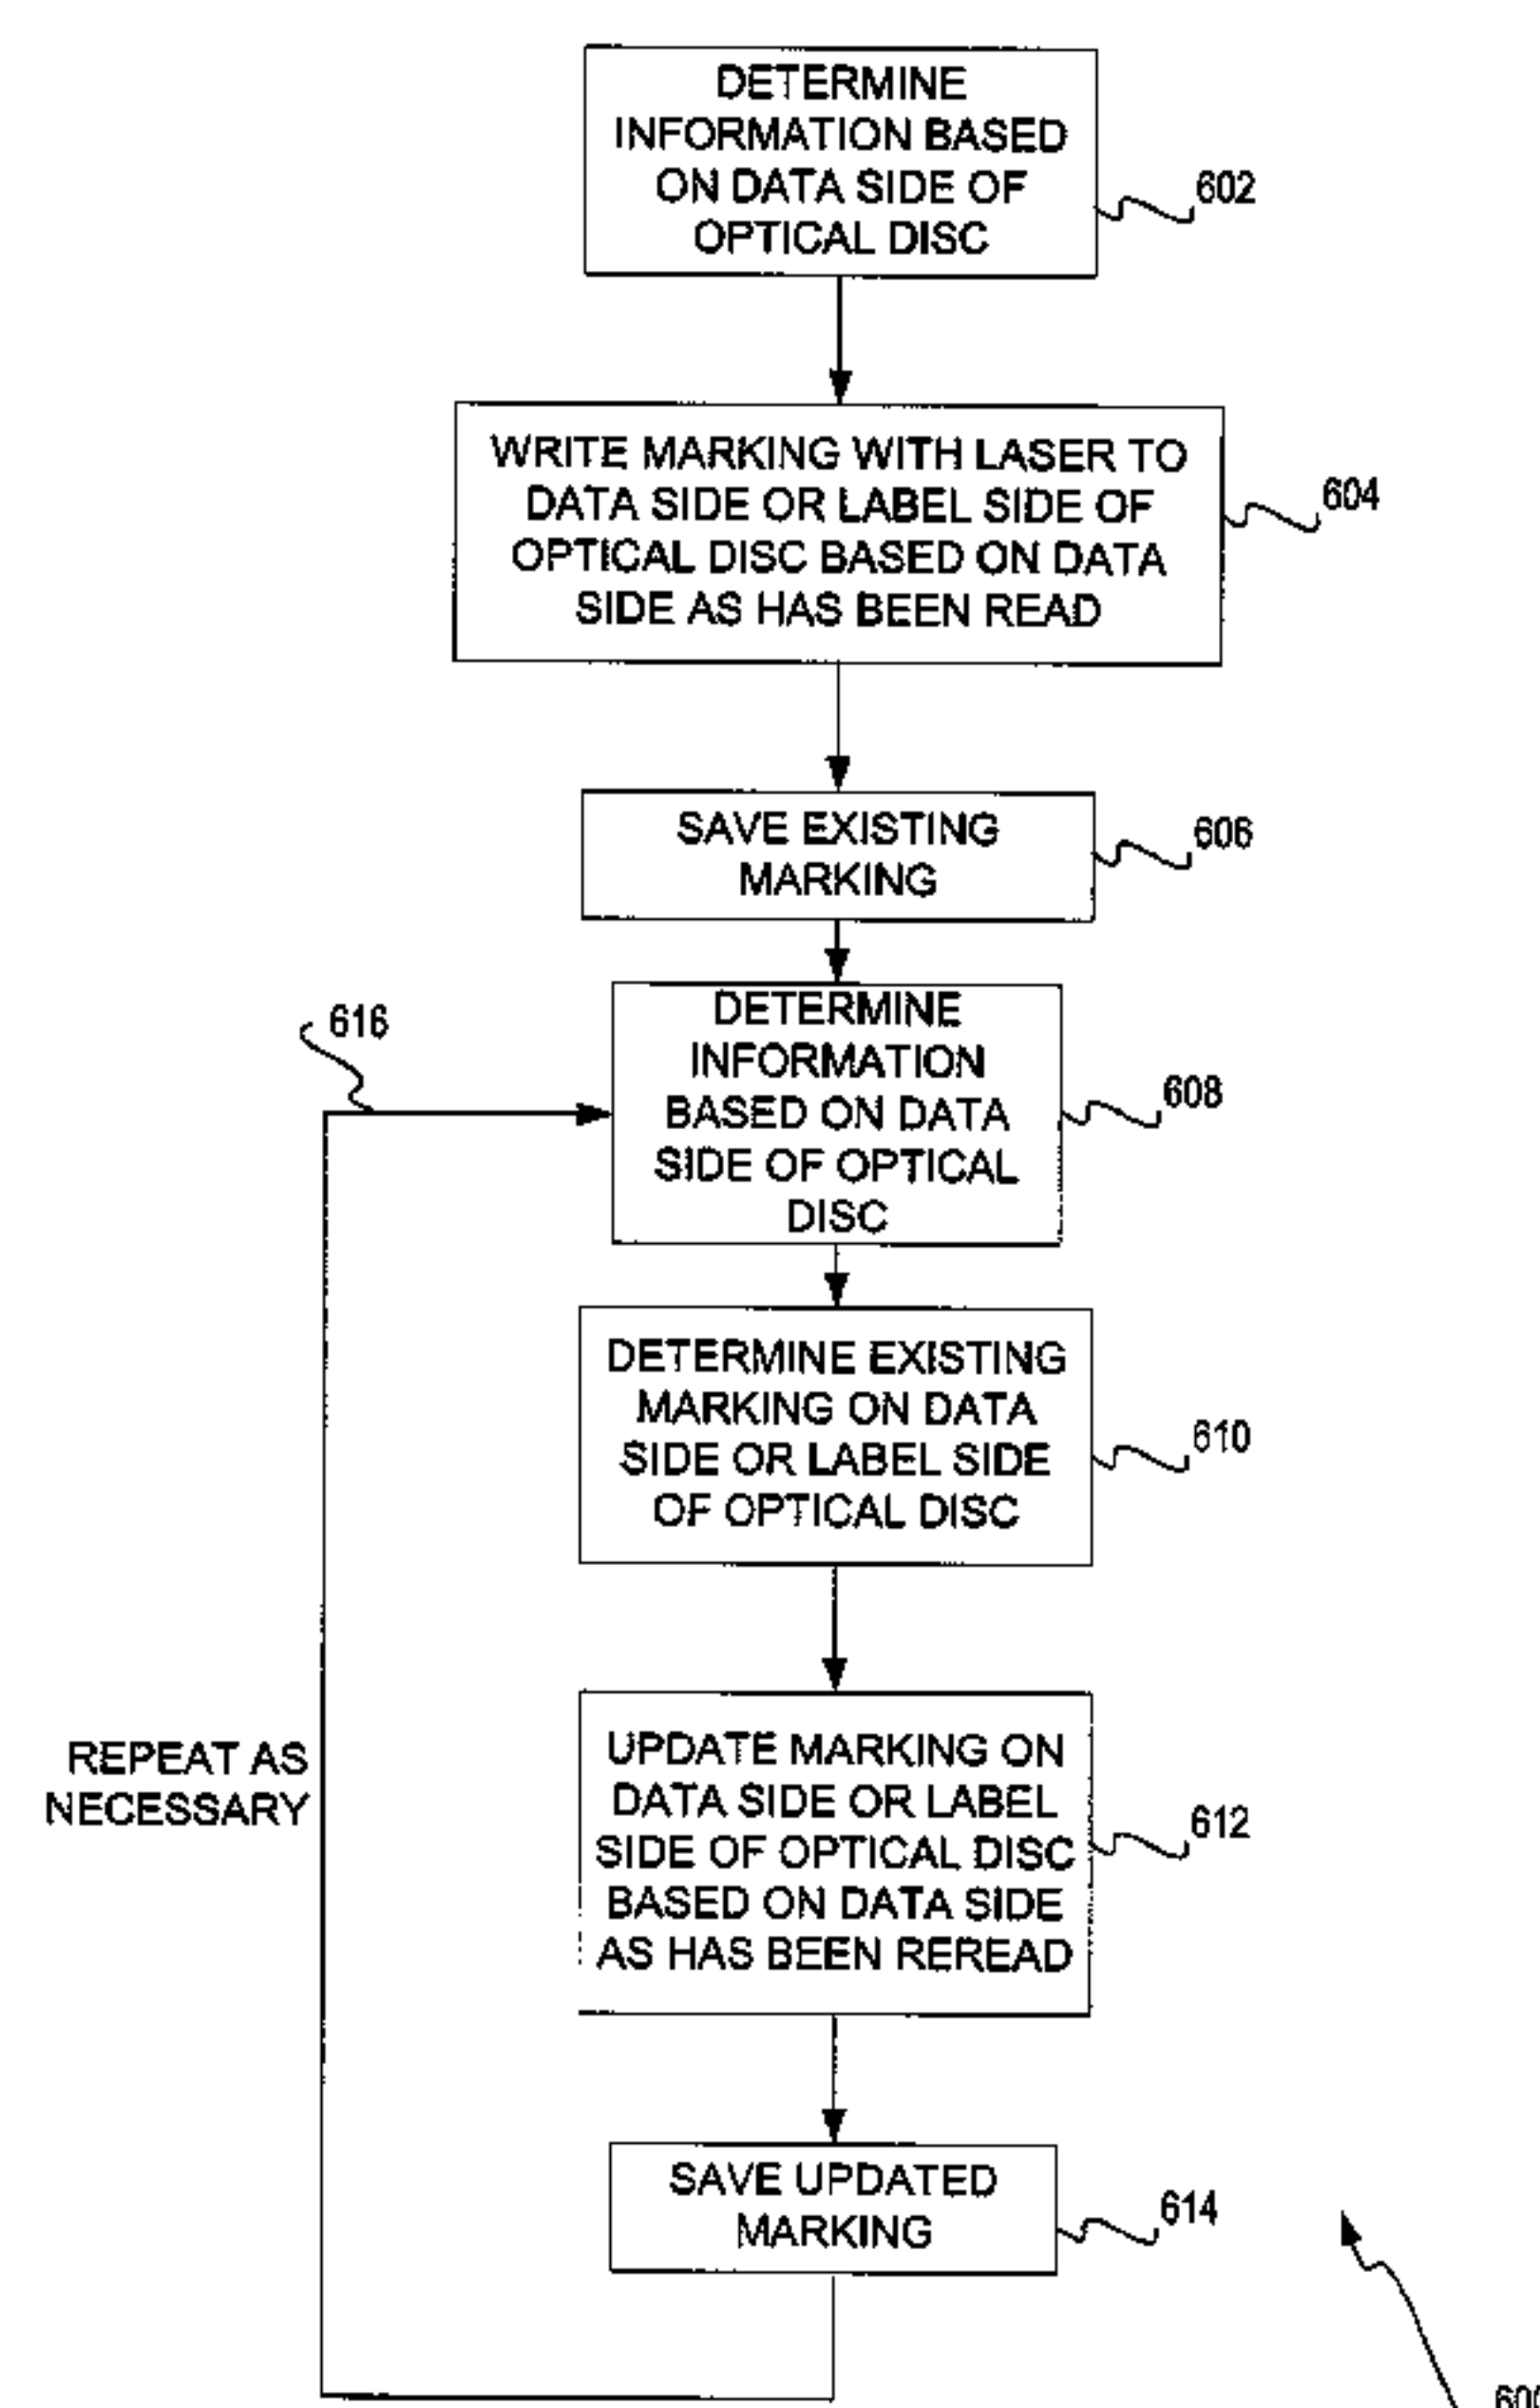 DETERMINE
INFORMATION BASED
ON DATA SIDE OF
OPTICAL DISC
602
WRITE MARKING WITH LASER TO
DATA SIDE OR LABEL SIDE OF
OPTICAL DISC BASED ON DATA
SIDE AS HAS BEEN READ
604
SAVE EXISTING
MARKING
606
616
DETERMINE
INFORMATION
BASED ON DATA
SIDE OF OPTICAL
DISC
608
DETERMINE EXISTING
MARKING ON DATA
SIDE OR LABEL SIDE
OF OPTICAL DISC
610
REPEAT AS
NECESSARY
UPDATE MARKING ON
DATA SIDE OR LABEL
SIDE OF OPTICAL DISC
BASED ON DATA SIDE
AS HAS BEEN REREAD
612
SAVE UPDATED
MARKING
614